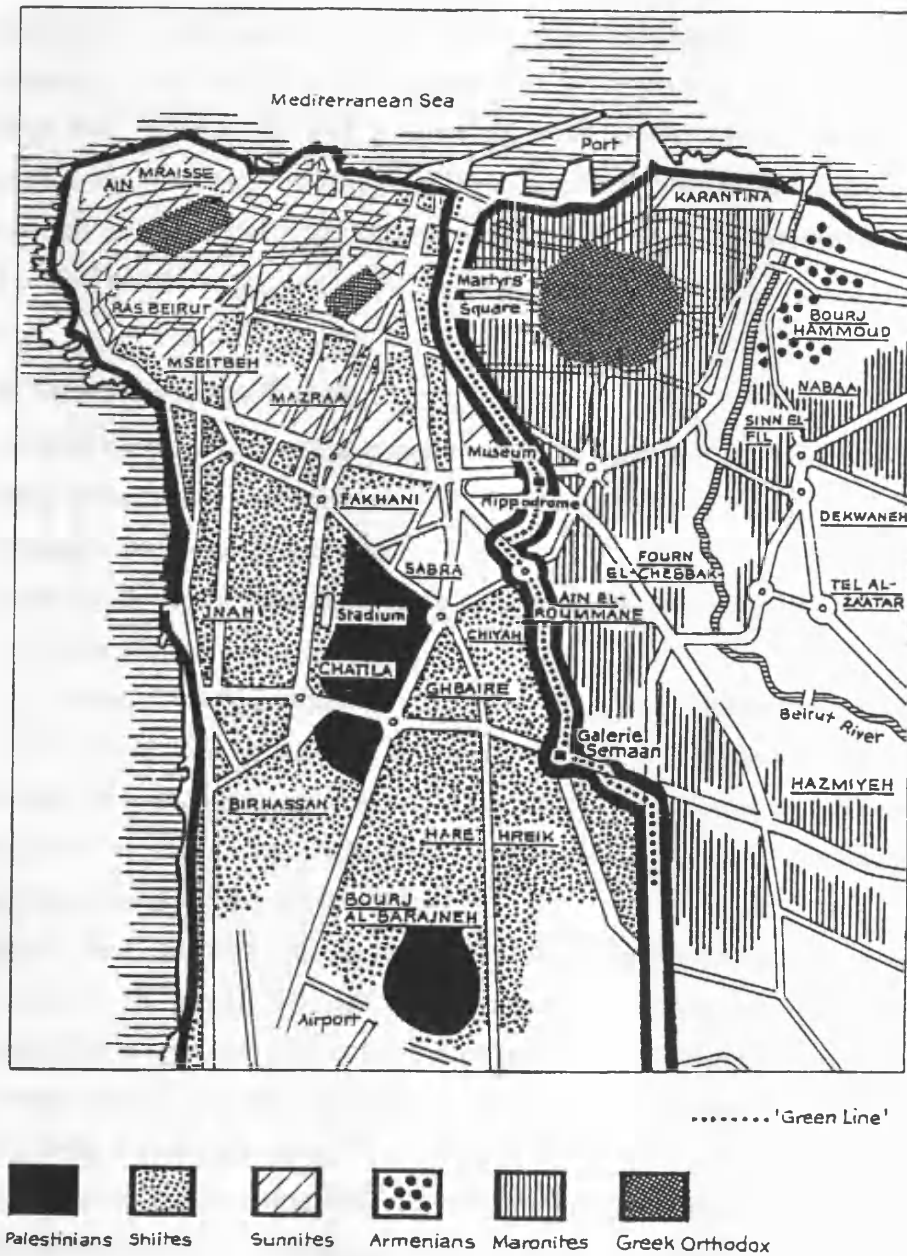 Mediterranean Sea
Port
AIN
MRAISSE
KARANTINA
Martyrs'
Square
RAS BEIRUT
BOURJ
HAMMOUD
MSEITBEH
MAZRAA
NABAA
SINN EL-
FIL
Museum
Hippodrome
FAKHANI
DEKWANEH
SABRA
FOURN
EL-CHEBBAK
JNAH
Stadium
AIN EL-
ROUMMANE
TEL AL-
ZAATAR
CHIYAH
CHATILA
GHBAIRE
Beirut
River
Galerie
Semaan
HAZMIYEH
BIR HASSAN
HARET HREIK
BOURJ
AL-BARAJNEH
Airport
'Green Line'
Palestinians Shiites Sunnites Armenians Maronites Greek Orthodox